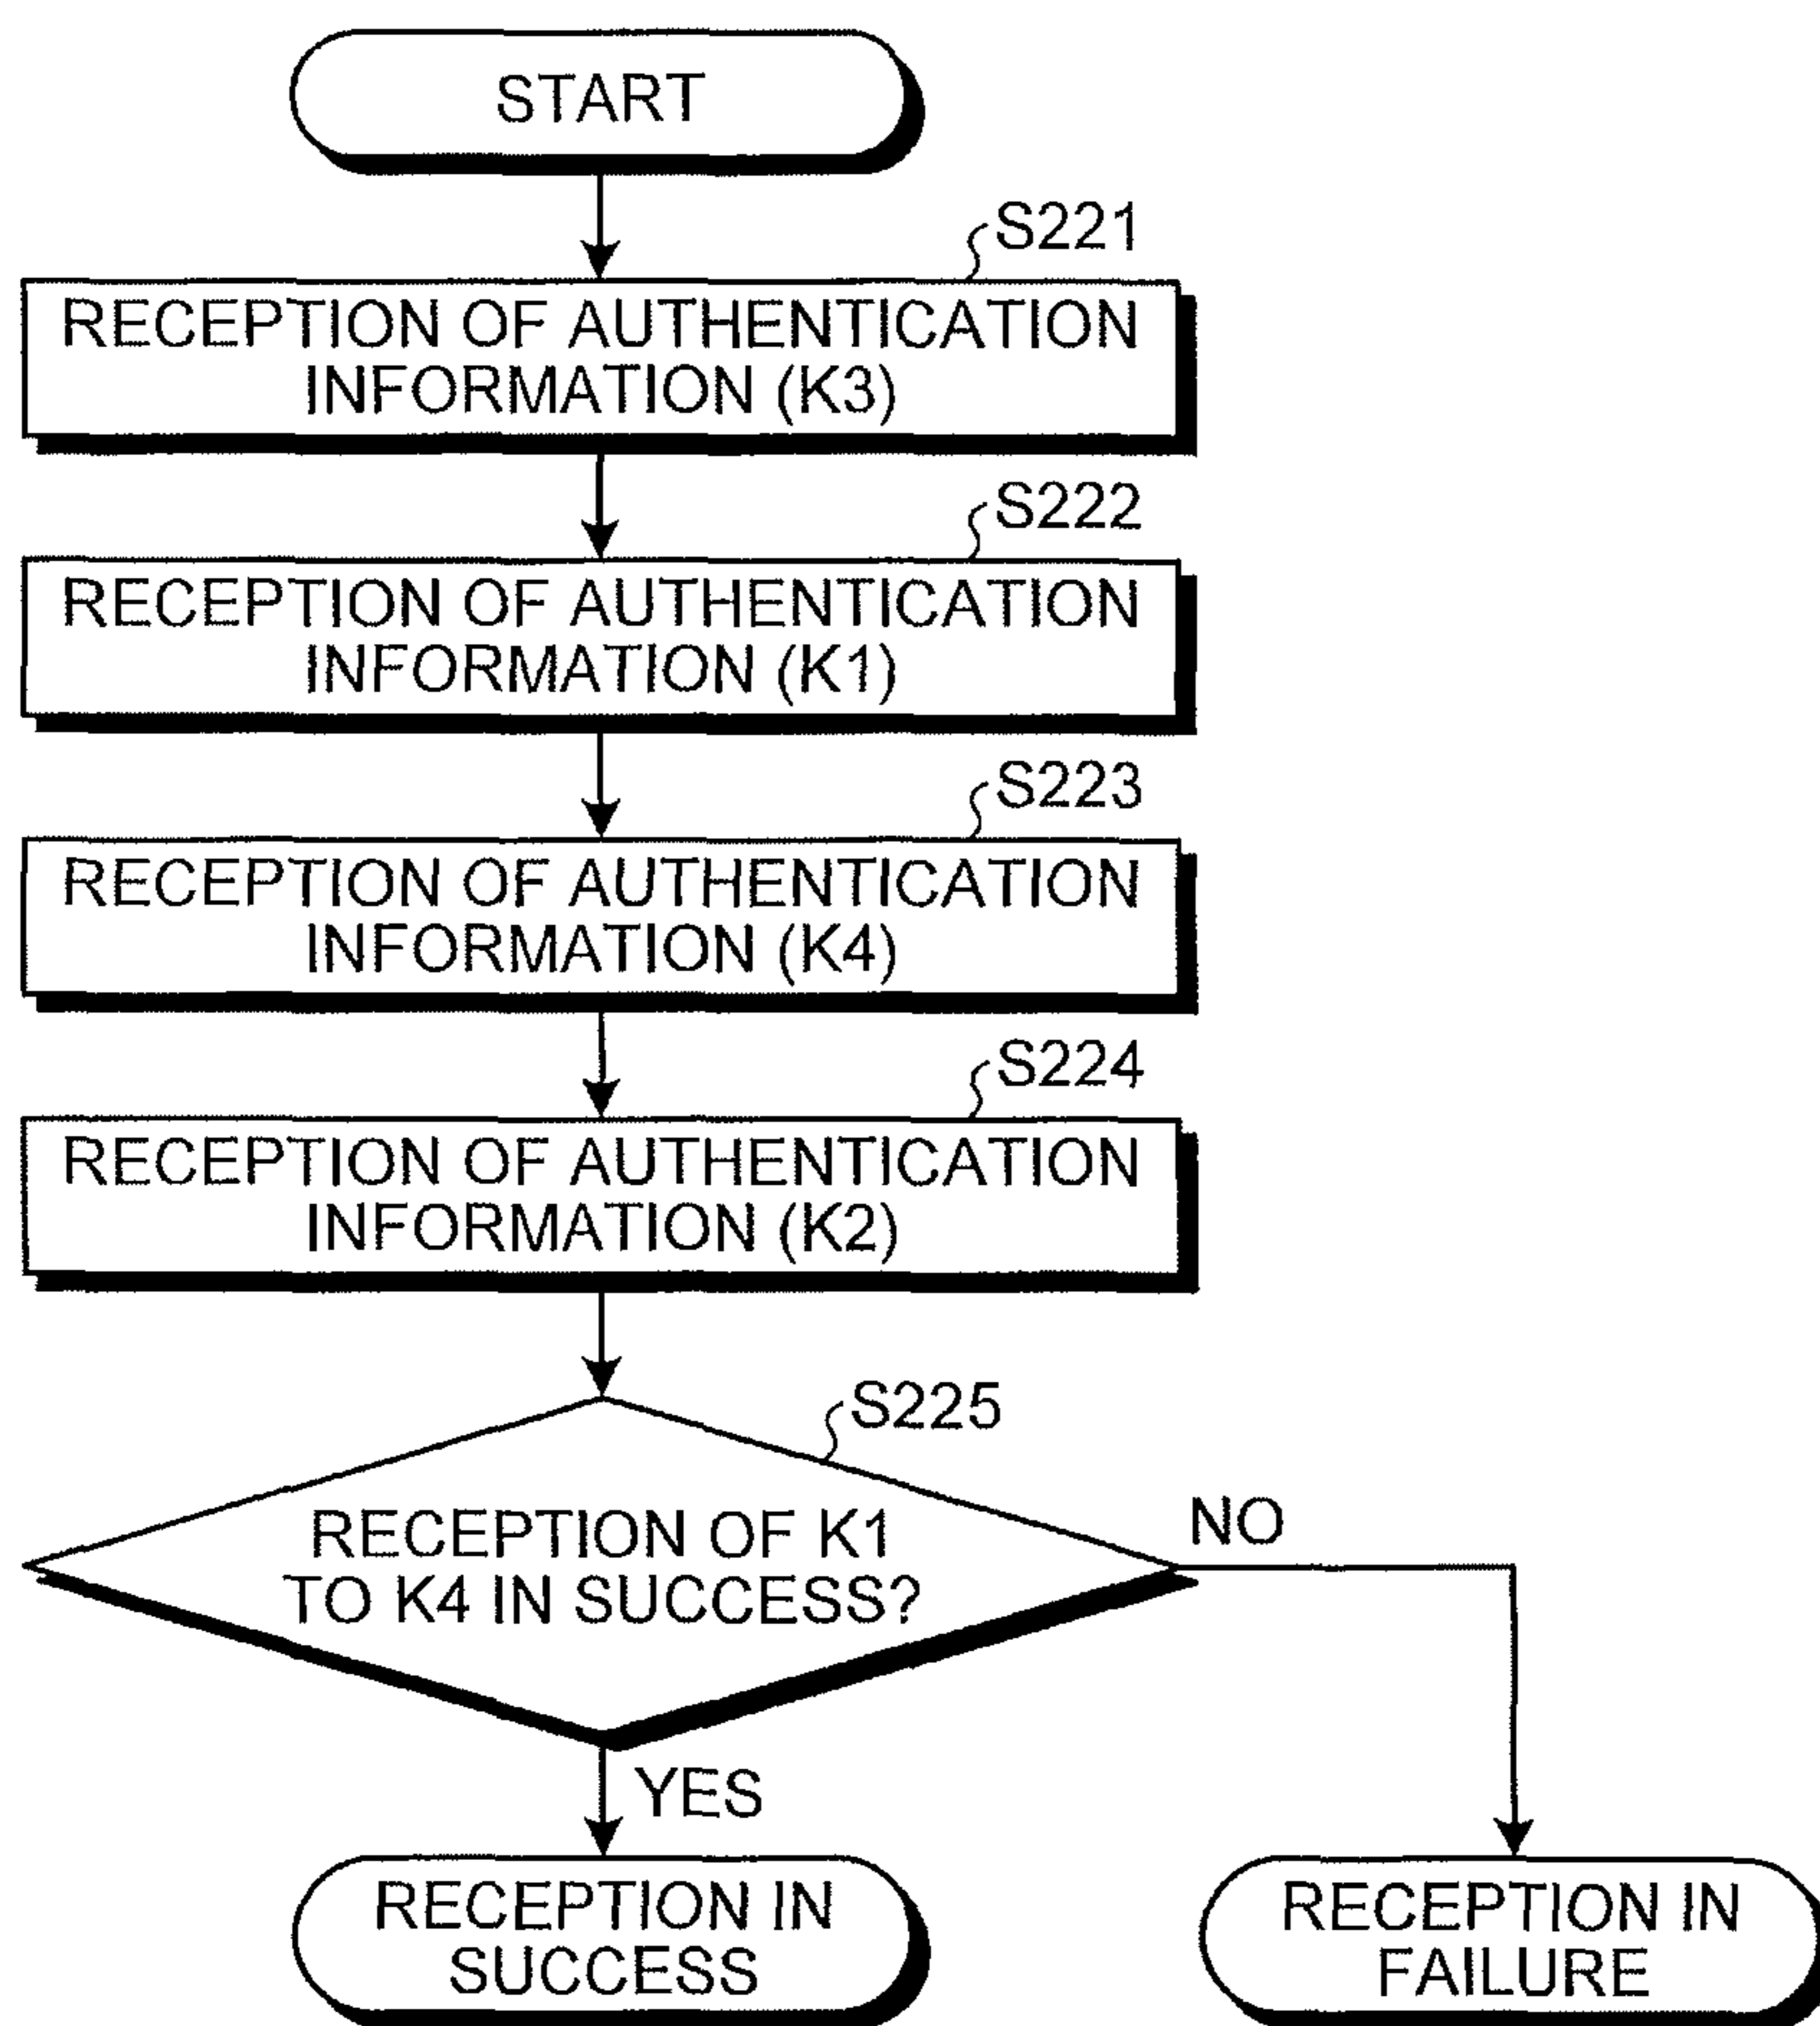 START
S221
RECEPTION OF AUTHENTICATION
INFORMATION (K3)
S222
RECEPTION OF AUTHENTICATION
INFORMATION (K1)
S223
RECEPTION OF AUTHENTICATION
INFORMATION (K4)
S224
RECEPTION OF AUTHENTICATION
INFORMATION (K2)
S225
RECEPTION OF K1
TO K4 IN SUCCESS?
NO
YES
RECEPTION IN
SUCCESS
RECEPTION IN
FAILURE